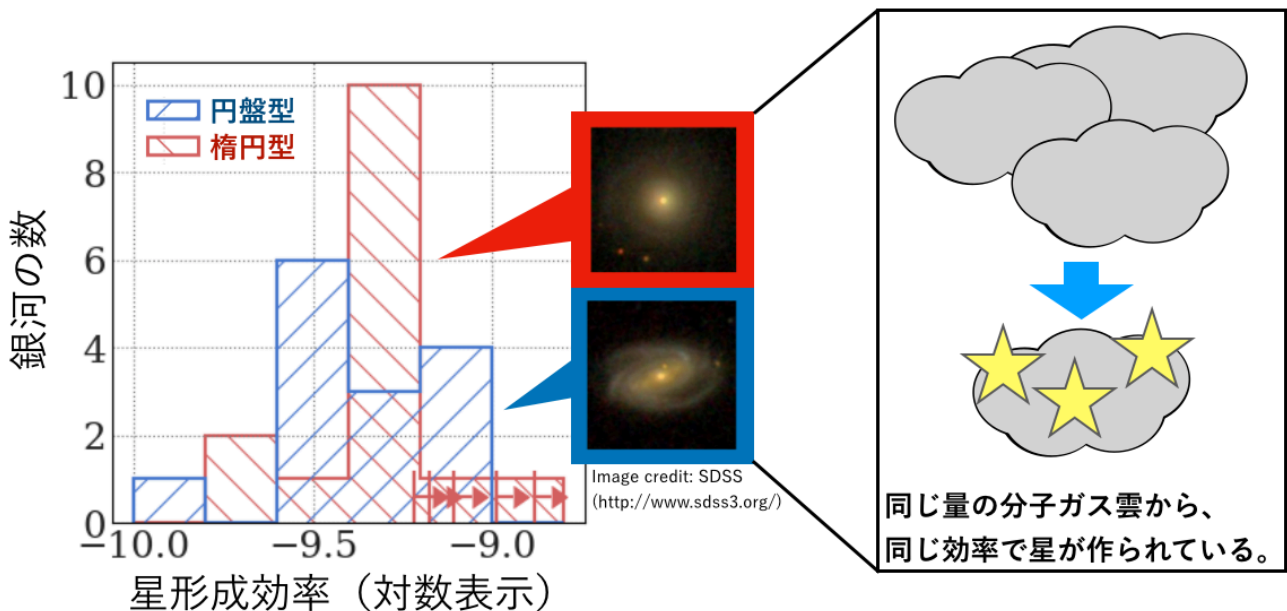 10
8
6
4
2
0
−10.0
−9.5
−9.0
銀河の数
星形成効率（対数表示）
円盤型
楕円型
Image credit: SDSS
(http://www.sdss3.org/)
同じ量の分子ガス雲から、
同じ効率で星が作られている。